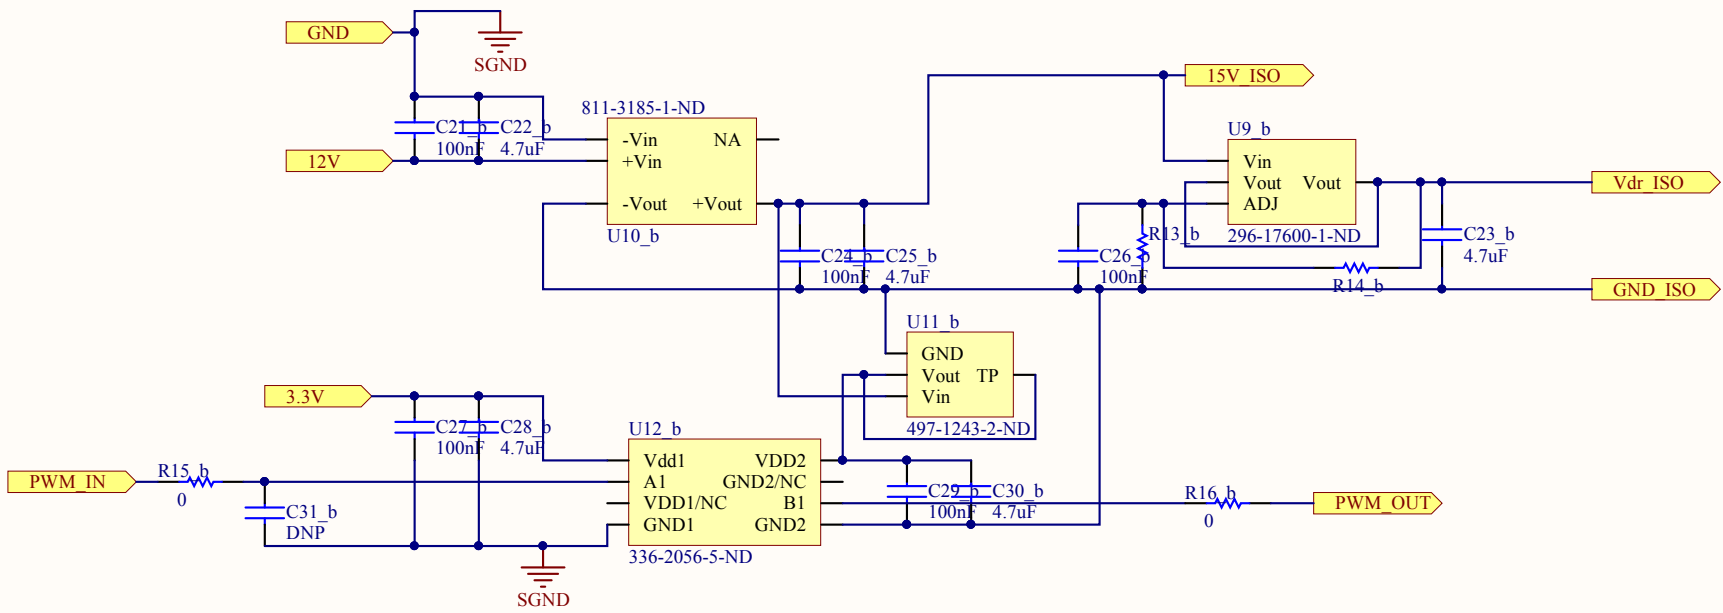 GND
SGND
15V_ISO
811-3185-1-ND
-Vin
NA
+Vin
-Vout
+Vout
U10_b
C21_b
100nF
C22_b
4.7uF
12V
U9_b
Vin
Vout
Vout
ADJ
296-17600-1-ND
Vdr_ISO
R13_b
C24_b
100nF
C25_b
4.7uF
C26_b
100nF
C23_b
4.7uF
R14_b
GND_ISO
U11_b
GND
Vout
TP
Vin
497-1243-2-ND
3.3V
C27_b
100nF
C28_b
4.7uF
U12_b
Vdd1
VDD2
A1
GND2/NC
VDD1/NC
B1
GND1
GND2
336-2056-5-ND
PWM_IN
R15_b
0
C31_b
DNP
C29_b
100nF
C30_b
4.7uF
R16_b
0
PWM_OUT
SGND